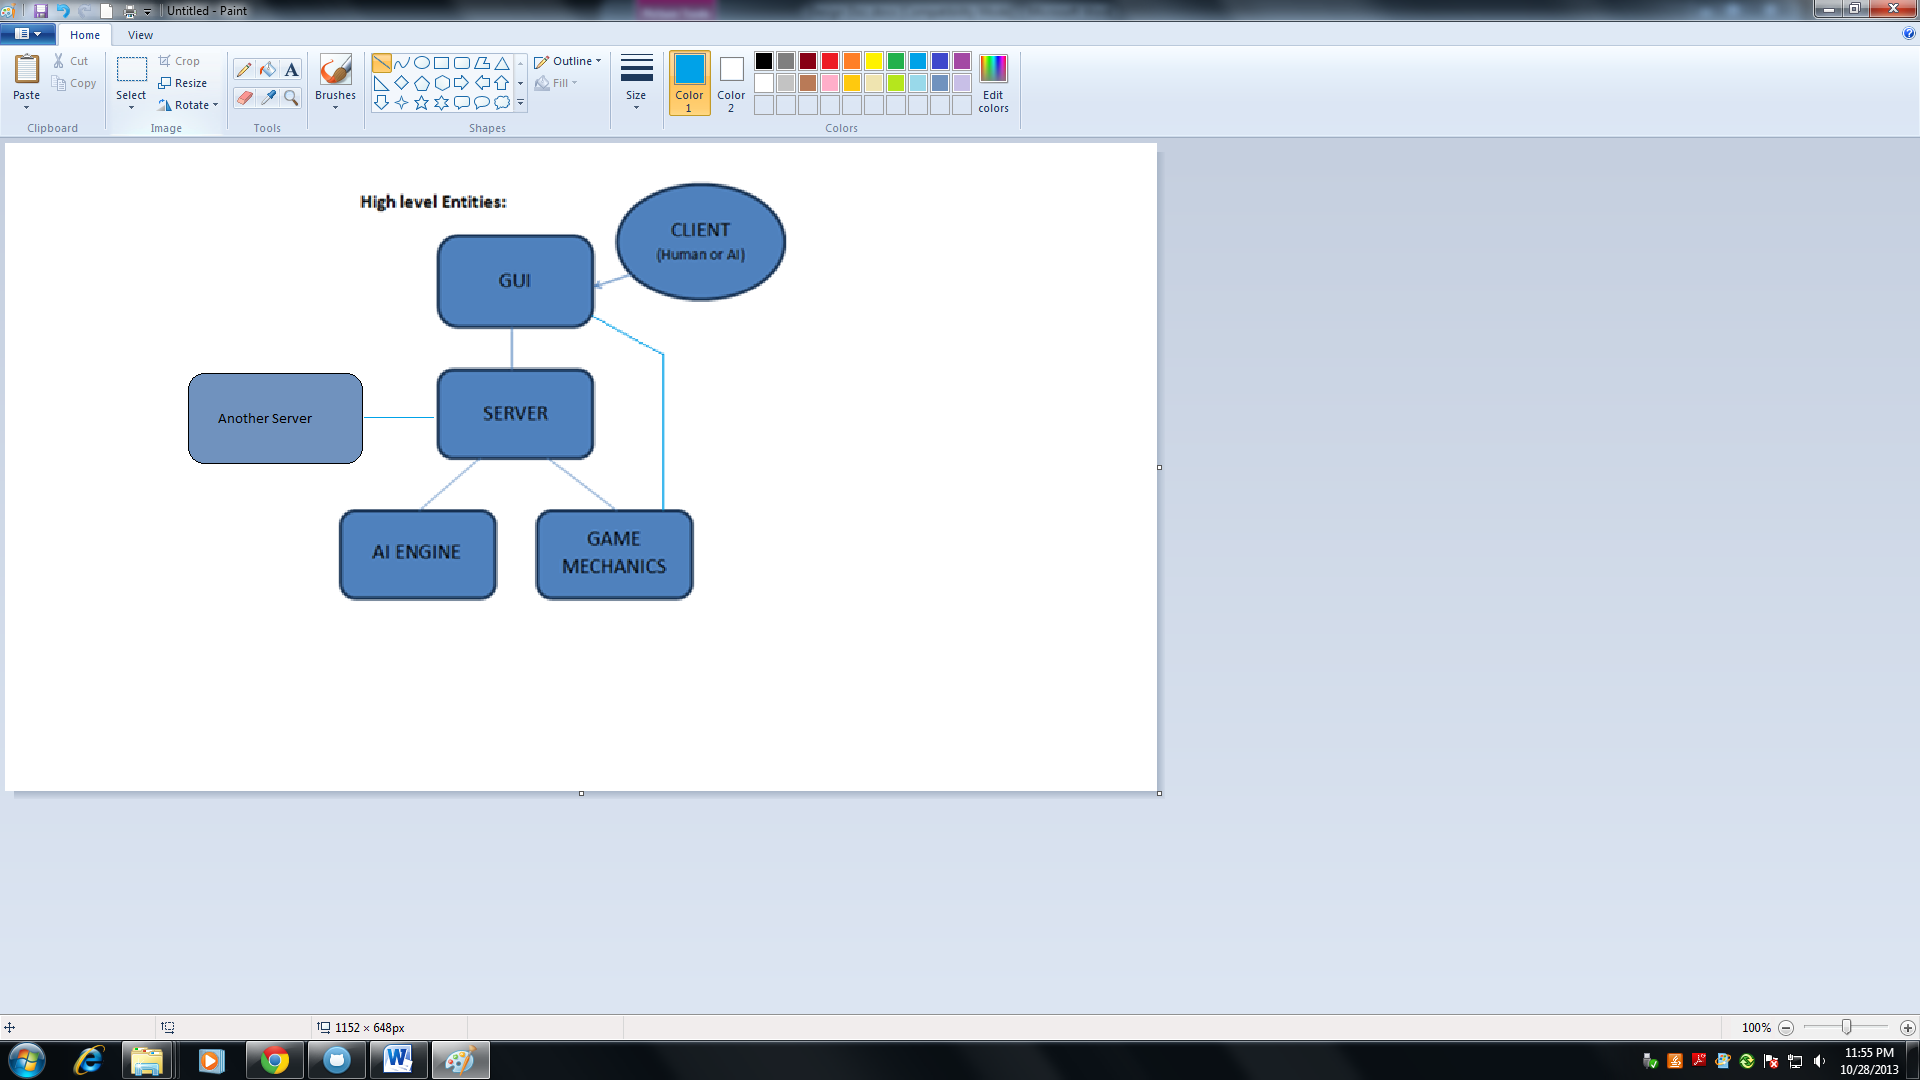 Untitled - Paint
Home
View
Paste
Cut
Copy
Clipboard
Select
Crop
Resize
Rotate
Image
A
Tools
Brushes
Outline
Fill
Shapes
Size
Color
1
Color
2
Edit
colors
Colors
High level Entities:
CLIENT
(Human or AI)
GUI
Another Server
SERVER
AI ENGINE
GAME
MECHANICS
1152 × 648px
100%
11:55 PM
10/28/2013